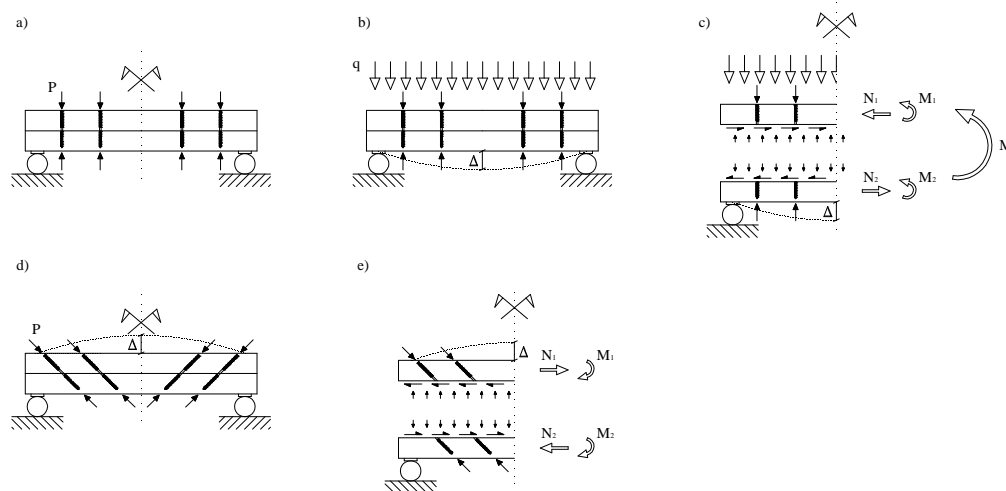 a)
P
b)
q
Δ
c)
N₁
M₁
M
N₂
M₂
Δ
d)
P
Δ
e)
Δ
N₁
M₁
N₂
M₂